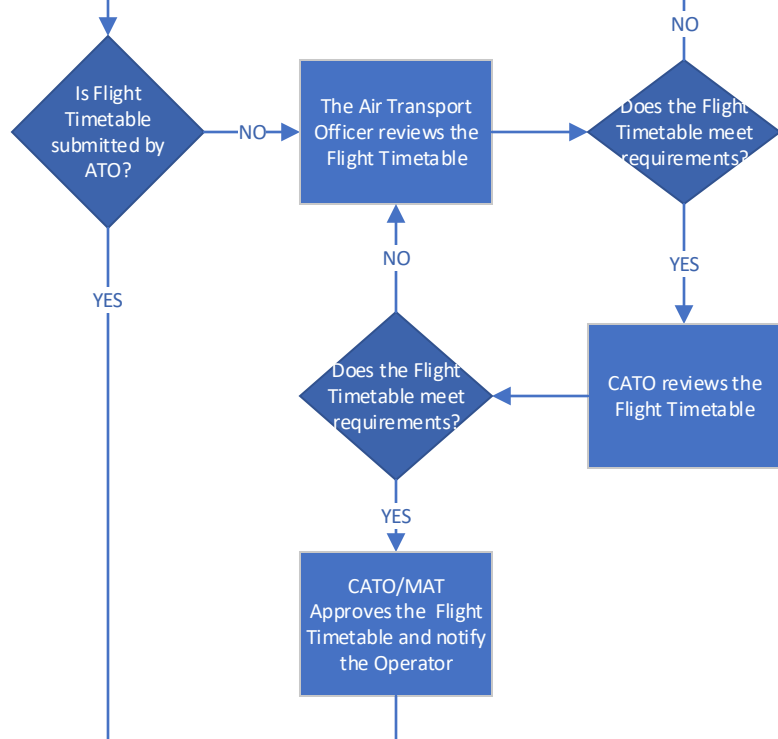 NO
Is Flight
Timetable
submitted by
ATO?
NO
The Air Transport
Officer reviews the
Flight Timetable
Does the Flight
Timetable meet
requirements?
YES
NO
YES
CATO reviews the
Flight Timetable
Does the Flight
Timetable meet
requirements?
YES
CATO/MAT
Approves the Flight
Timetable and notify
the Operator